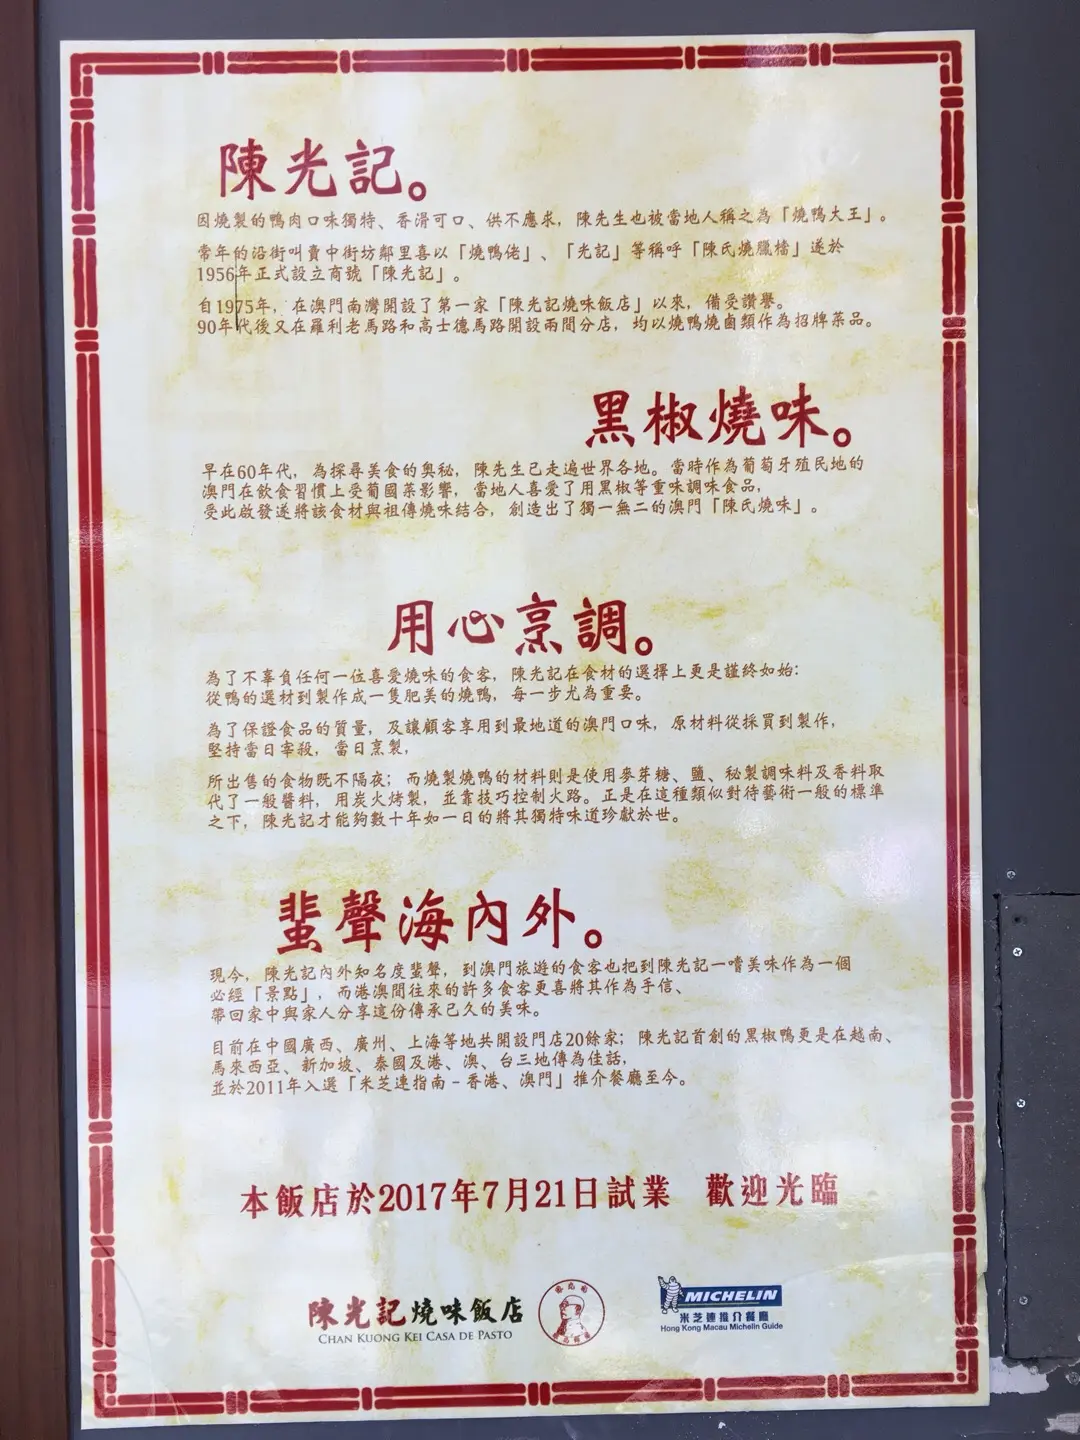 陳光記。
因燒製的鴨肉口味獨特、香滑可口、供不應求，陳先生也被當地人稱之為「燒鴨大王」。
常年的沿街叫賣中街坊鄰里喜以「燒鴨佬」、「光記」等稱呼「陳氏燒臘檔」遂於
1956年正式設立商號「陳光記」。
自1975年，在澳門南灣開設了第一家「陳光記燒味飯店」以來，備受讚譽。
90年代後又在羅利老馬路和高士德馬路開設兩間分店，均以燒鴨燒鹵類作為招牌菜品。
黑椒燒味。
早在60年代，為探尋美食的奧秘，陳先生已走遍世界各地。當時作為葡萄牙殖民地的
澳門在飲食習慣上受葡國菜影響，當地人喜愛了用黑椒等重味調味食品，
受此啟發遂將該食材與祖傳燒味結合，創造出了獨一無二的澳門「陳氏燒味」。
用心烹調。
為了不辜負任何一位喜愛燒味的食客，陳光記在食材的選擇上更是謹終如始：
從鴨的選材到製作成一隻肥美的燒鴨，每一步尤為重要。
為了保證食品的質量，及讓顧客享用到最地道的澳門口味，原材料從採買到製作，
堅持當日宰殺，當日烹製，
所出售的食物既不隔夜；而燒製燒鴨的材料則是使用麥芽糖、鹽、秘製調味料及香料取
代了一般醬料，用炭火烤製，並靠技巧控制火路。正是在這種類似對待藝術一般的標準
之下，陳光記才能夠數十年如一日的將其獨特味道珍獻於世。
蜚聲海內外。
現今，陳光記內外知名度蜚聲，到澳門旅遊的食客也把到陳光記一嚐美味作為一個
必經「景點」，而港澳間往來的許多食客更喜將其作為手信、
帶回家中與家人分享這份傳承已久的美味。
目前在中國廣西、廣州、上海等地共開設門店20餘家；陳光記首創的黑椒鴨更是在越南、
馬來西亞、新加坡、泰國及港、澳、台三地傳為佳話，
並於2011年入選「米芝連指南－香港、澳門」推介餐廳至今。
本飯店於2017年7月21日試業 歡迎光臨
陳光記燒味飯店
CHAN KUONG KEI CASA DE PASTO
MICHELIN
米芝連推介餐廳
Hong Kong Macau Michelin Guide